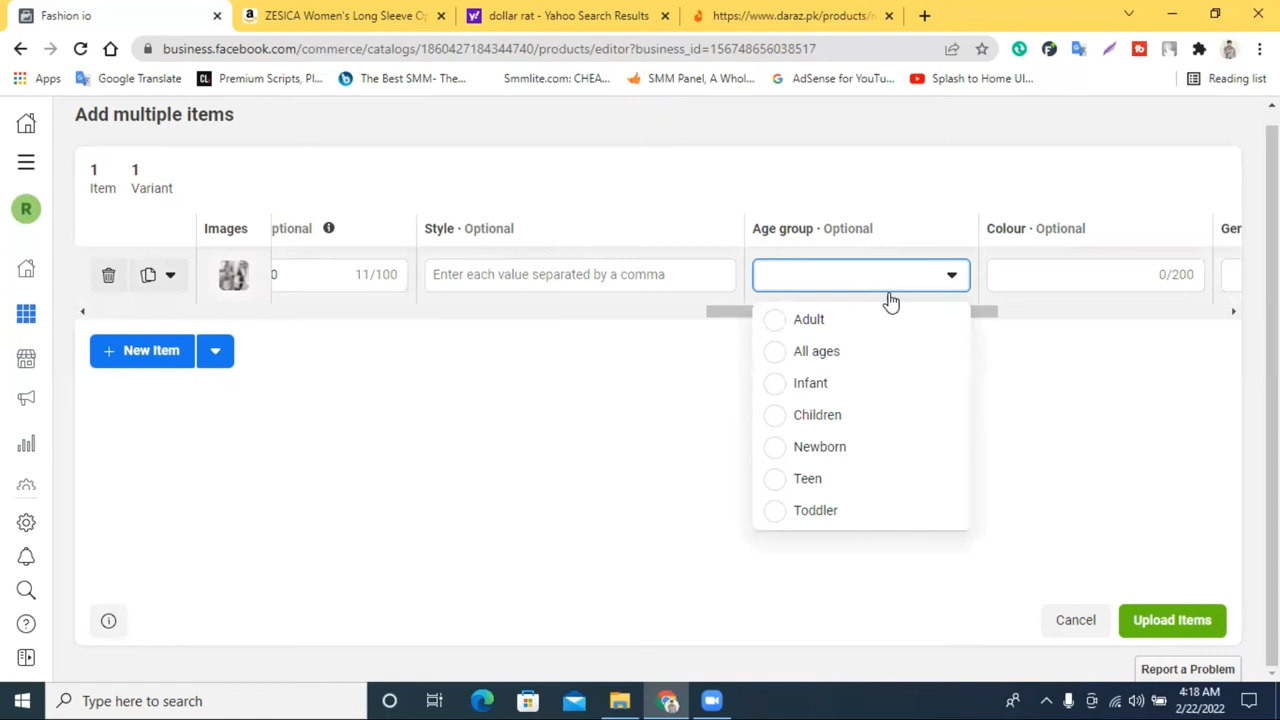 Fashion io
ZESICA Women's Long Sleeve Op
dollar rat - Yahoo Search Results
https://www.daraz.pk/products/
business.facebook.com/commerce/catalogs/1860427184344740/products/editor?business_id=156748656038517
Apps
Google Translate
Premium Scripts, Pl...
The Best SMM- The...
Smmlite.com: CHEA...
SMM Panel, A Whol...
AdSense for YouTu...
Splash to Home UI...
Reading list
Add multiple items
1 1
Item Variant
Images
ptional
Style · Optional
Age group · Optional
Colour · Optional
Ger
R
0
11/100
Enter each value separated by a comma
0/200
+ New Item
Adult
All ages
Infant
Children
Newborn
Teen
Toddler
Cancel
Upload Items
Report a Problem
Type here to search
4:18 AM
2/22/2022